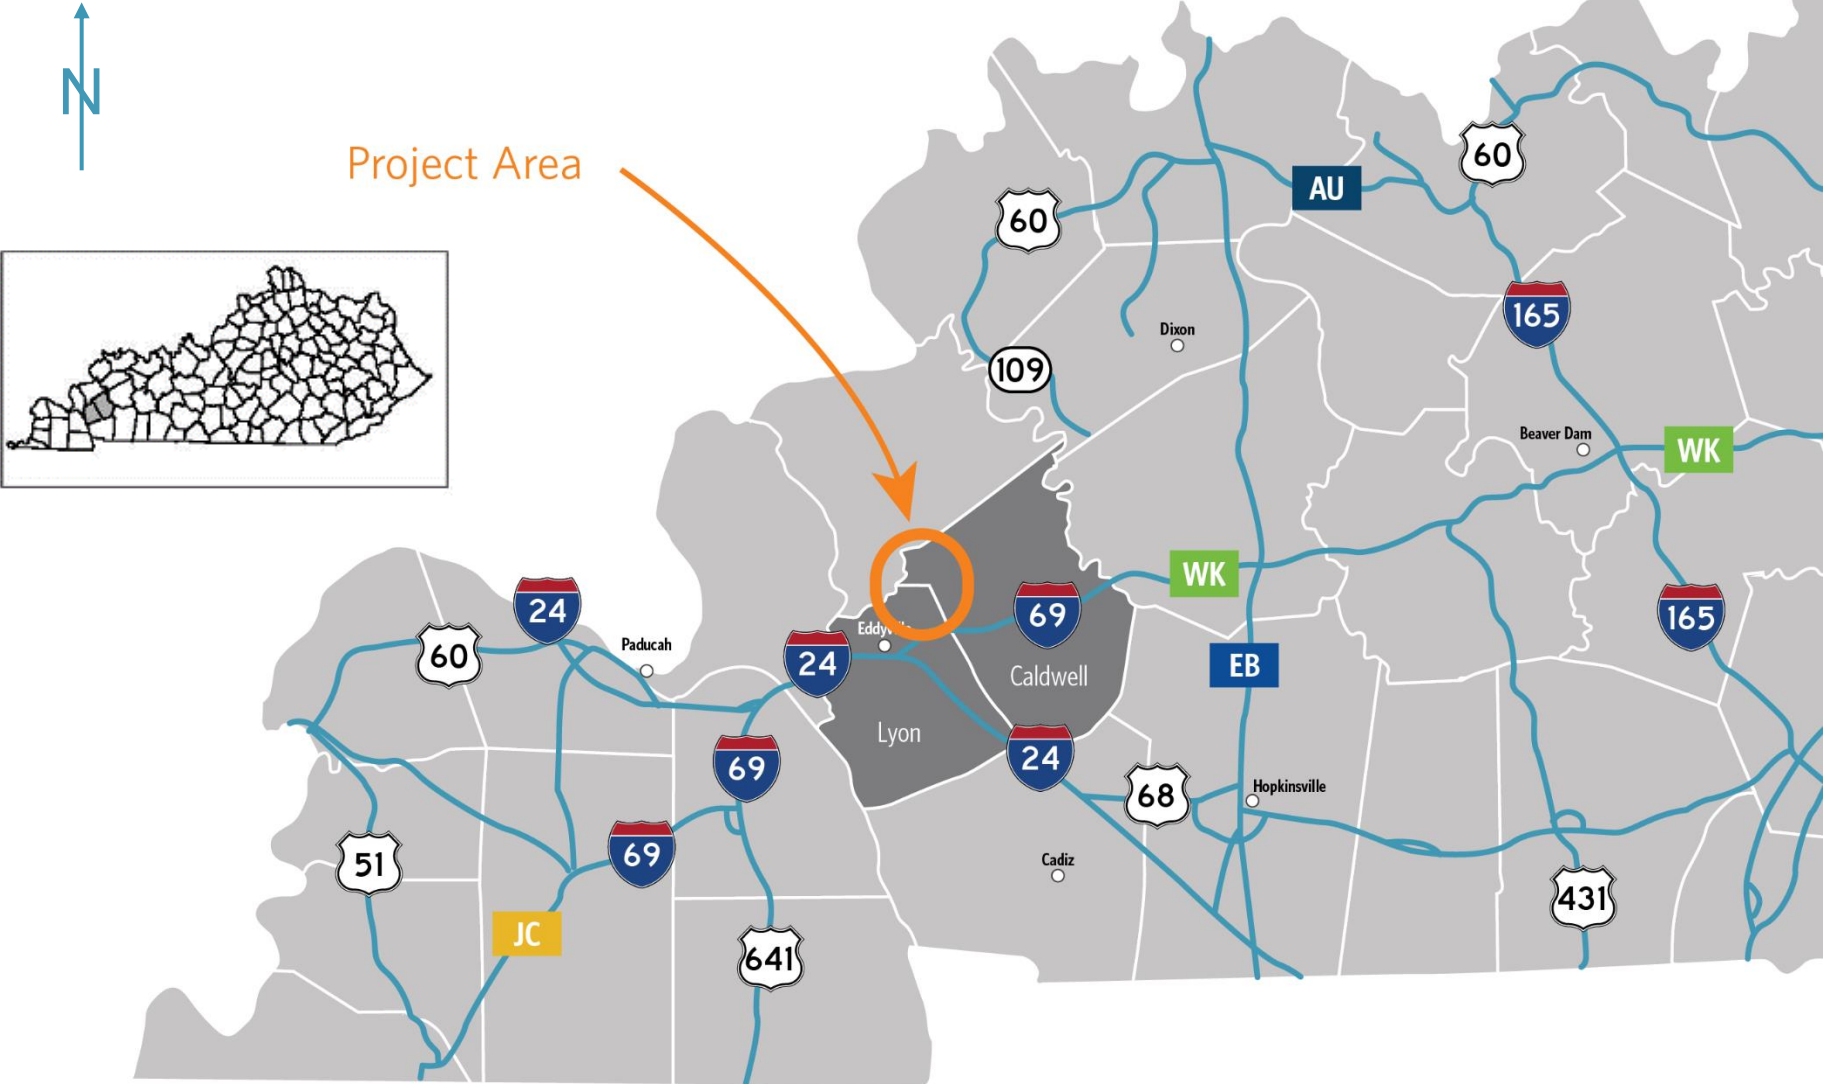 N
Project Area
60
AU
60
165
Dixon
109
Beaver Dam
WK
WK
24
60
Paducah
24
Eddyville
69
165
EB
Caldwell
Lyon
24
69
68
Hopkinsville
51
69
Cadiz
431
JC
641